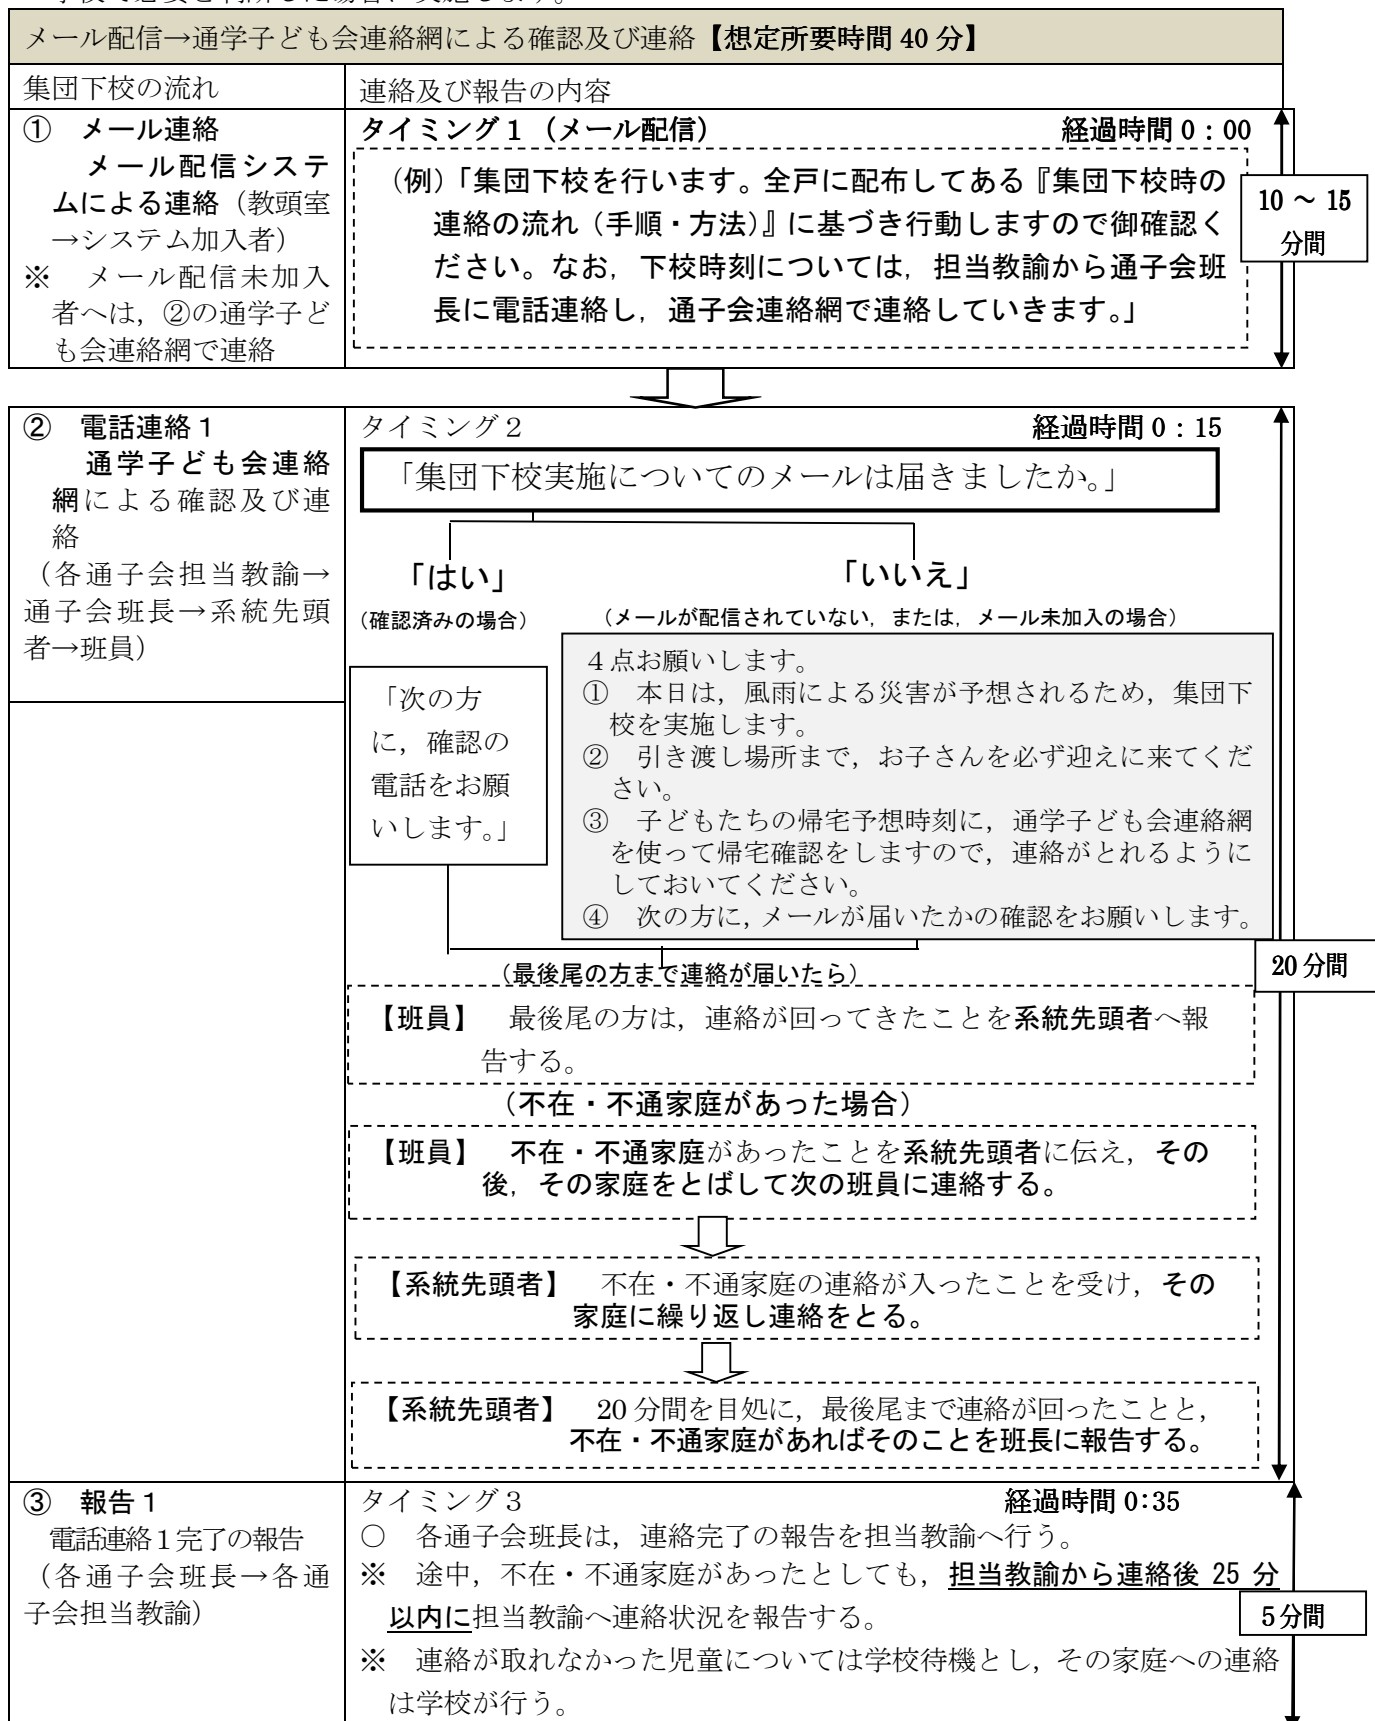 学校で必要と判断した場合、実施します。
メール配信→通学子ども会連絡網による確認及び連絡【想定所要時間 40 分】
集団下校の流れ
連絡及び報告の内容
① メール連絡
メール配信システ
ムによる連絡（教頭室
→システム加入者）
※ メール配信未加入
者へは，②の通学子ど
も会連絡網で連絡
タイミング１（メール配信） 経過時間 0：00
（例）「集団下校を行います。全戸に配布してある『集団下校時の
連絡の流れ（手順・方法）』に基づき行動しますので御確認く
ださい。なお，下校時刻については，担当教諭から通子会班
長に電話連絡し，通子会連絡網で連絡していきます。」
10 ～ 15
分間
② 電話連絡１
通学子ども会連絡
網による確認及び連
絡
（各通子会担当教諭→
通子会班長→系統先頭
者→班員）
タイミング２ 経過時間 0：15
「集団下校実施についてのメールは届きましたか。」
「はい」
（確認済みの場合）
「いいえ」
（メールが配信されていない，または，メール未加入の場合）
「次の方
に，確認の
電話をお願
いします。」
４点お願いします。
① 本日は，風雨による災害が予想されるため，集団下
校を実施します。
② 引き渡し場所まで，お子さんを必ず迎えに来てくだ
さい。
③ 子どもたちの帰宅予想時刻に，通学子ども会連絡網
を使って帰宅確認をしますので，連絡がとれるように
しておいてください。
④ 次の方に，メールが届いたかの確認をお願いします。
20 分間
（最後尾の方まで連絡が届いたら）
【班員】 最後尾の方は，連絡が回ってきたことを系統先頭者へ報
告する。
（不在・不通家庭があった場合）
【班員】 不在・不通家庭があったことを系統先頭者に伝え，その
後，その家庭をとばして次の班員に連絡する。
【系統先頭者】 不在・不通家庭の連絡が入ったことを受け，その
家庭に繰り返し連絡をとる。
【系統先頭者】 20 分間を目処に，最後尾まで連絡が回ったことと，
不在・不通家庭があればそのことを班長に報告する。
③ 報告１
電話連絡１完了の報告
（各通子会班長→各通
子会担当教諭）
タイミング３ 経過時間 0:35
○ 各通子会班長は，連絡完了の報告を担当教諭へ行う。
※ 途中，不在・不通家庭があったとしても，担当教諭から連絡後 25 分
以内に担当教諭へ連絡状況を報告する。
※ 連絡が取れなかった児童については学校待機とし，その家庭への連絡
は学校が行う。
5 分間